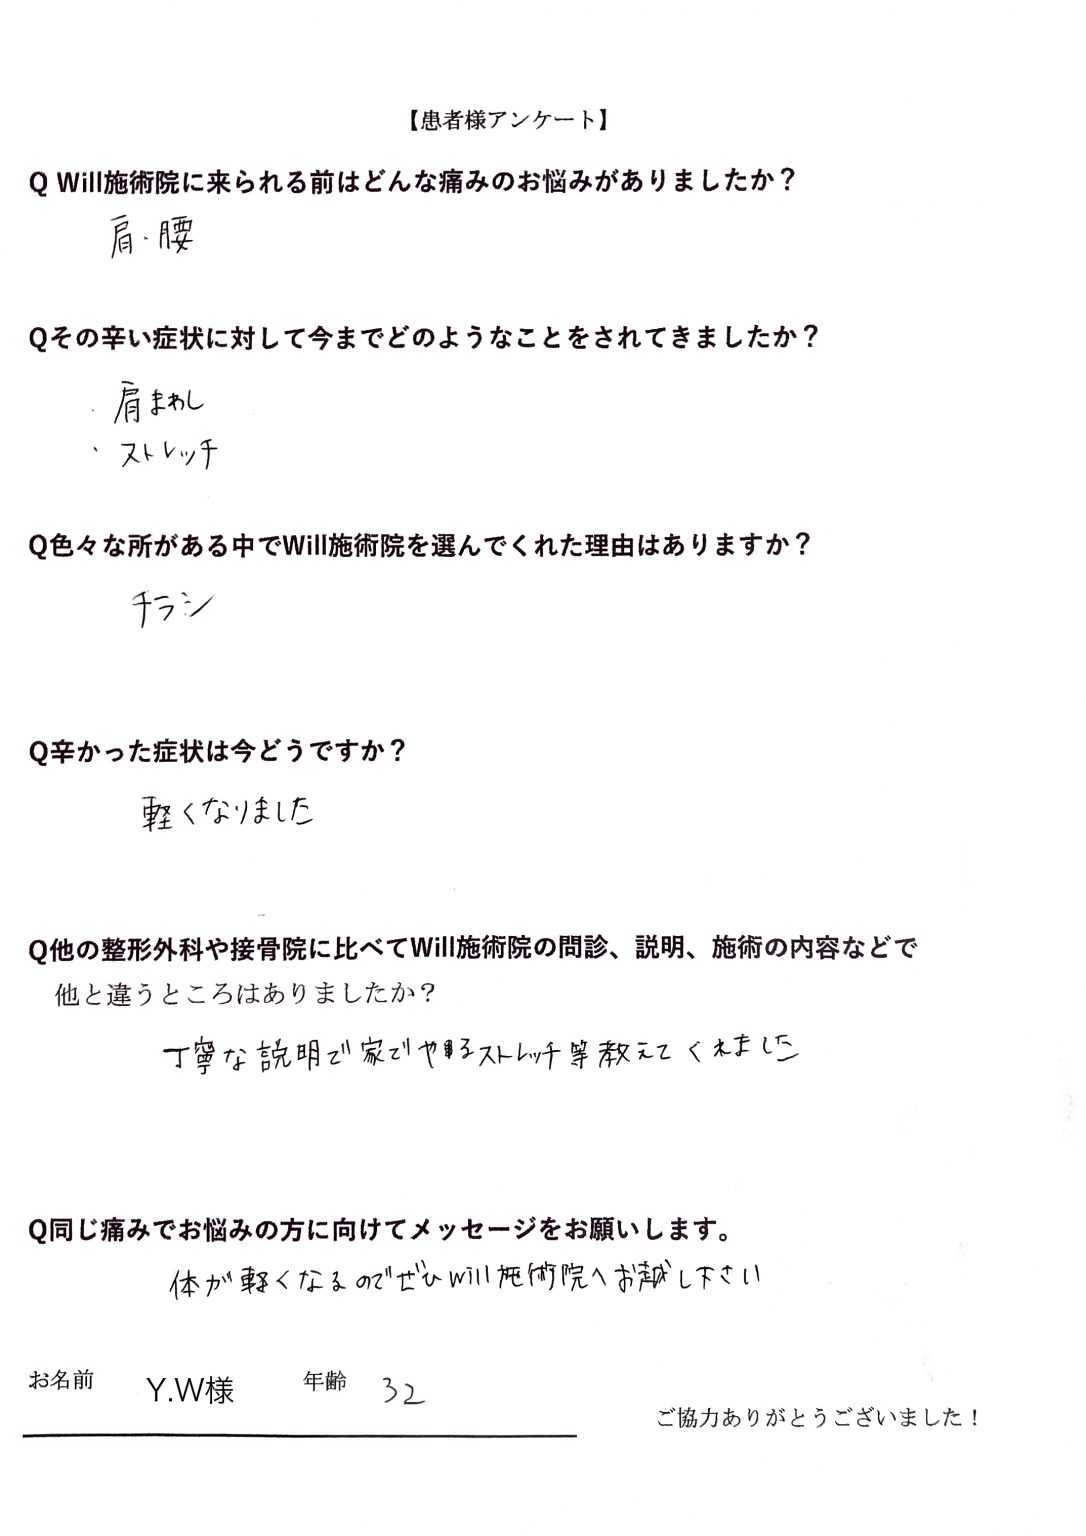 【患者様アンケート】
Q Will施術院に来られる前はどんな痛みのお悩みがありましたか？
肩・腰
Qその辛い症状に対して今までどのようなことをされてきましたか？
・肩まわし
・ストレッチ
Q色々な所がある中でWill施術院を選んでくれた理由はありますか？
チラシ
Q辛かった症状は今どうですか？
軽くなりました
Q他の整形外科や接骨院に比べてWill施術院の問診、説明、施術の内容などで
他と違うところはありましたか？
丁寧な説明で家でやるストレッチ等教えてくれました
Q同じ痛みでお悩みの方に向けてメッセージをお願いします。
体が軽くなるのでぜひWill施術院へお越し下さい
お名前 Y.W様 年齢 32
ご協力ありがとうございました！